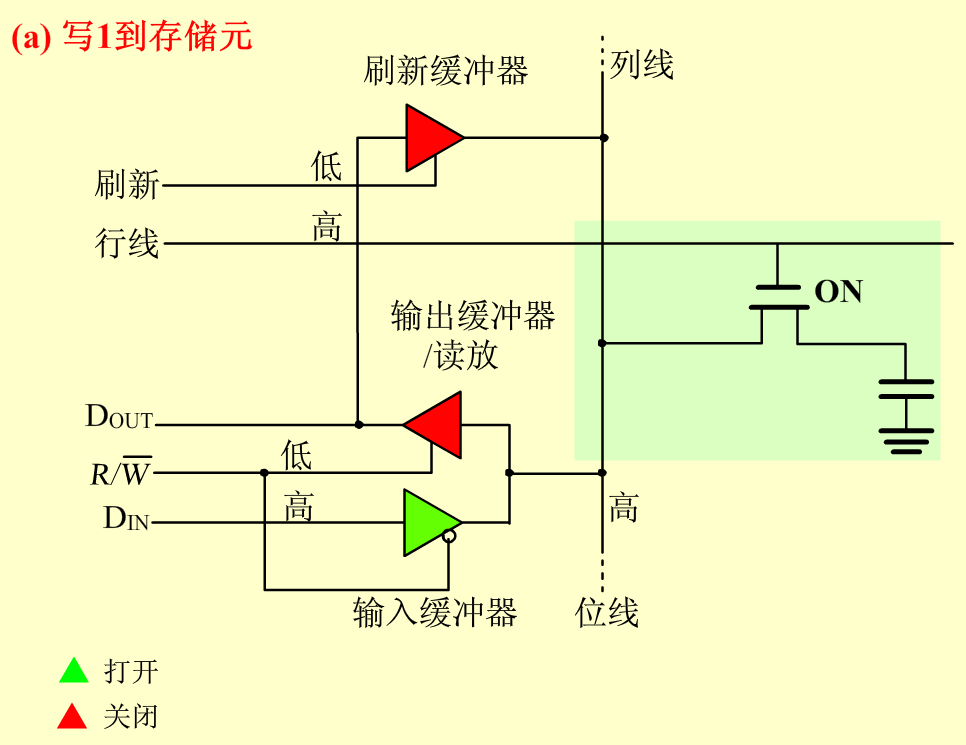 (a) 写1到存储元
刷新缓冲器
列线
低
刷新
高
行线
ON
输出缓冲器
/读放
DOUT
低
R/W̅
高
DIN
高
输入缓冲器
位线
打开
关闭